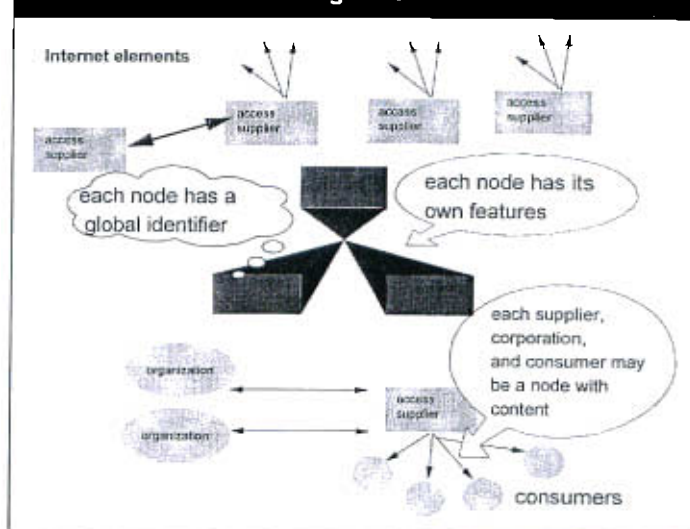 Internet elements
access
supplier
access
supplier
access
supplier
access
supplier
each node has a
global identifier
each node has its
own features
each supplier,
corporation,
and consumer may
be a node with
content
organization
access
supplier
organization
consumers